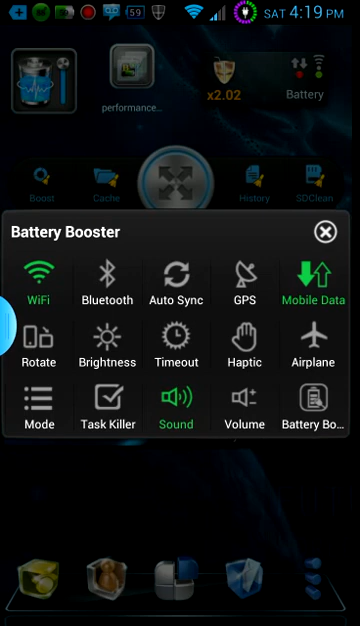 59
SAT 4:19 PM
performance...
x2.02
Battery
Boost
Cache
History
SDClean
Battery Booster
WiFi
Bluetooth
Auto Sync
GPS
Mobile Data
Rotate
Brightness
Timeout
Haptic
Airplane
Mode
Task Killer
Sound
Volume
Battery Bo...